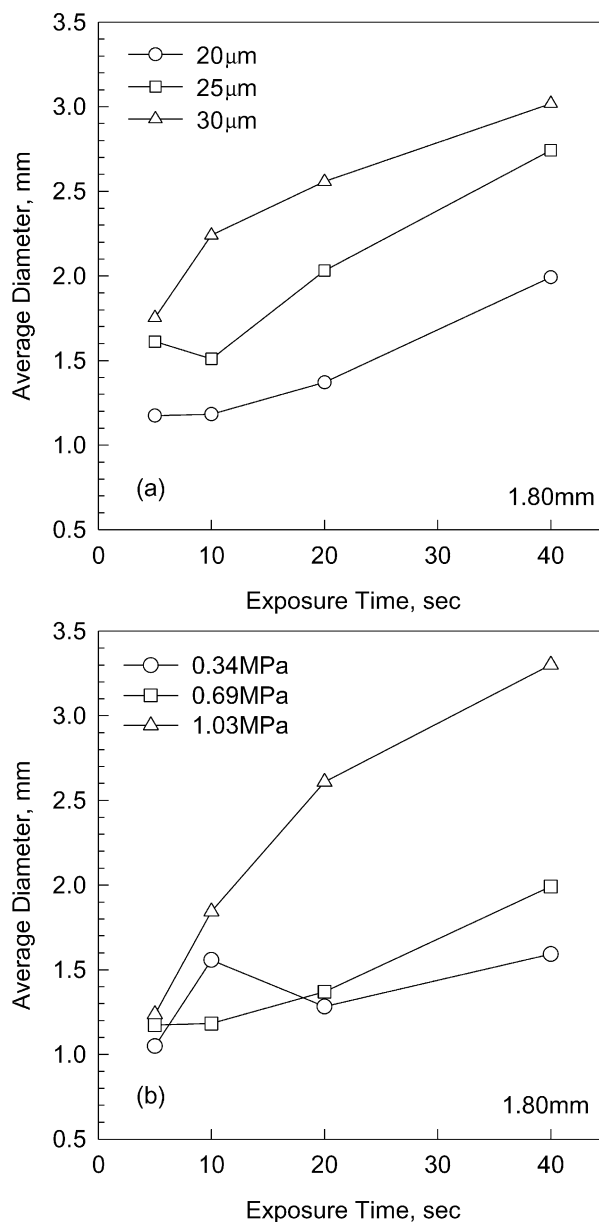 3.5
20μm
25μm
30μm
3.0
2.5
2.0
1.5
1.0
0.5
Average Diameter, mm
(a)
1.80mm
0 10 20 30 40
Exposure Time, sec
3.5
0.34MPa
0.69MPa
1.03MPa
3.0
2.5
2.0
1.5
1.0
0.5
Average Diameter, mm
(b)
1.80mm
0 10 20 30 40
Exposure Time, sec